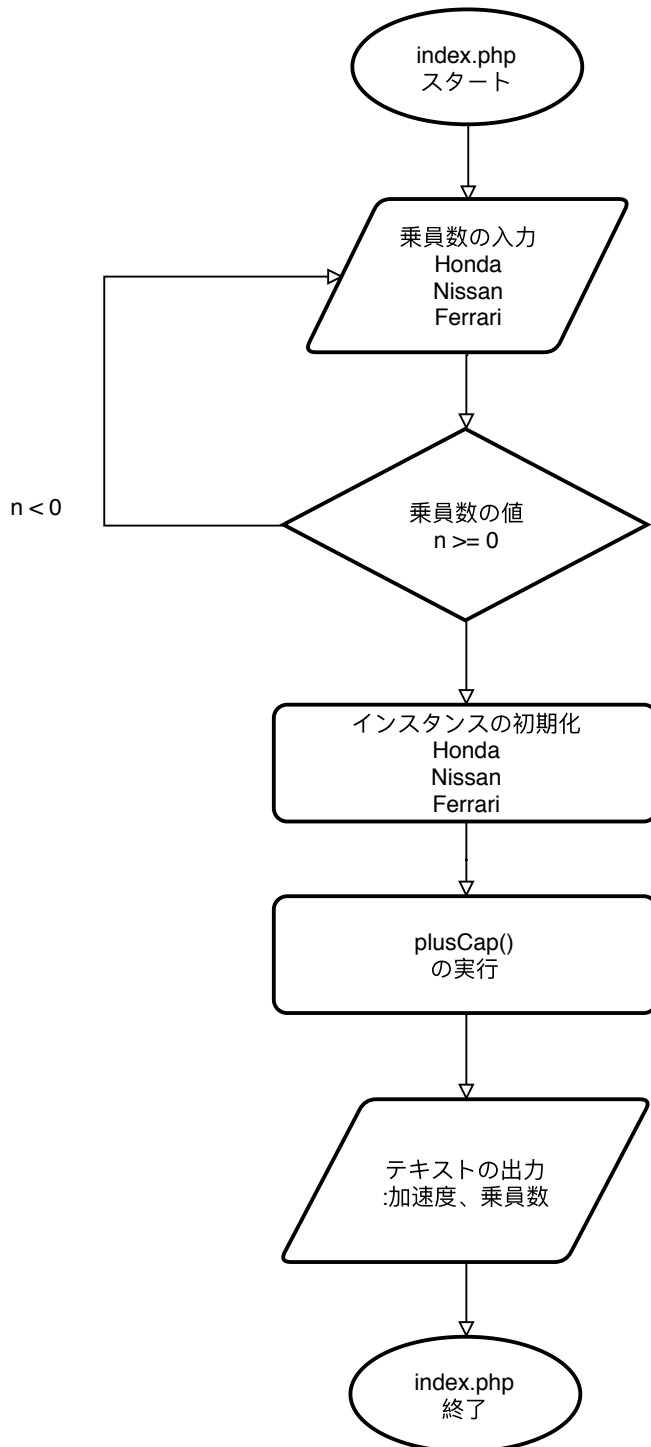 index.php
スタート
乗員数の入力
Honda
Nissan
Ferrari
n < 0
乗員数の値
n >= 0
インスタンスの初期化
Honda
Nissan
Ferrari
plusCap()
の実行
テキストの出力
:加速度、乗員数
index.php
終了